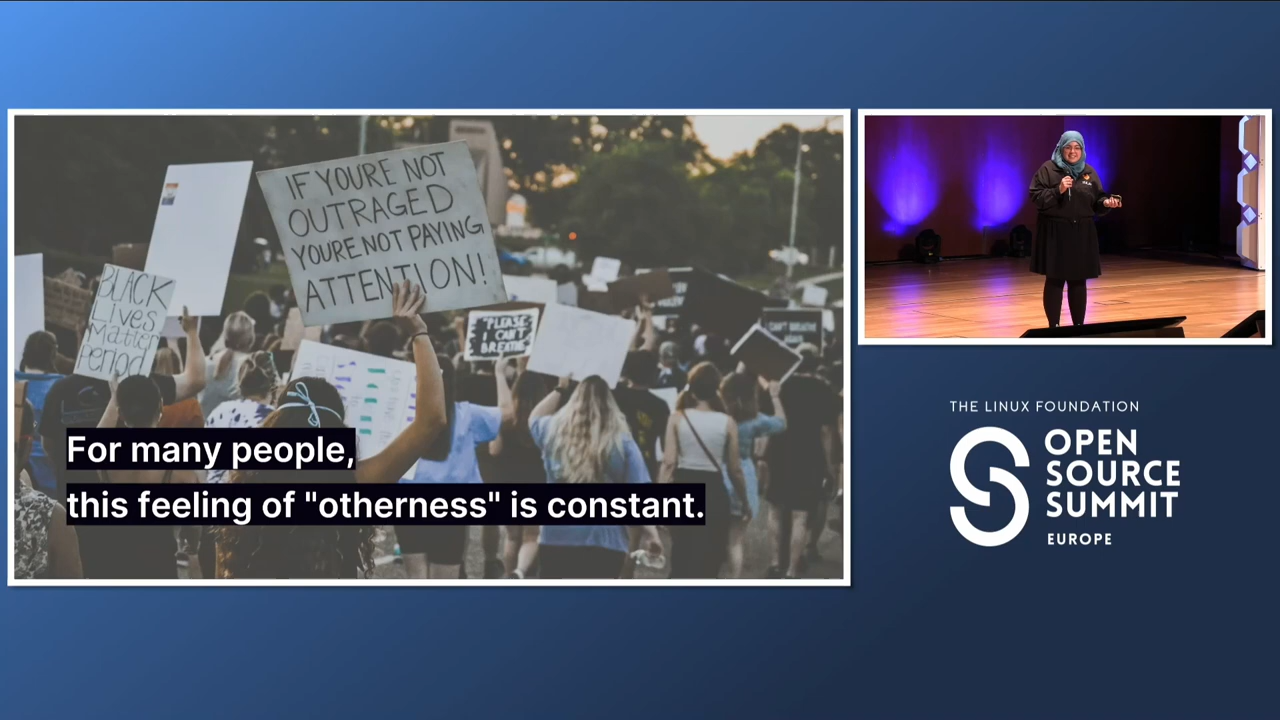 IF YOURE NOT
OUTRAGED
YOURE NOT PAYING
ATTENTION!
BLACK
Lives
Matter
Period
"PLEASE
I CAN'T
BREATHE
For many people,
this feeling of "otherness" is constant.
THE LINUX FOUNDATION
OPEN
SOURCE
SUMMIT
EUROPE